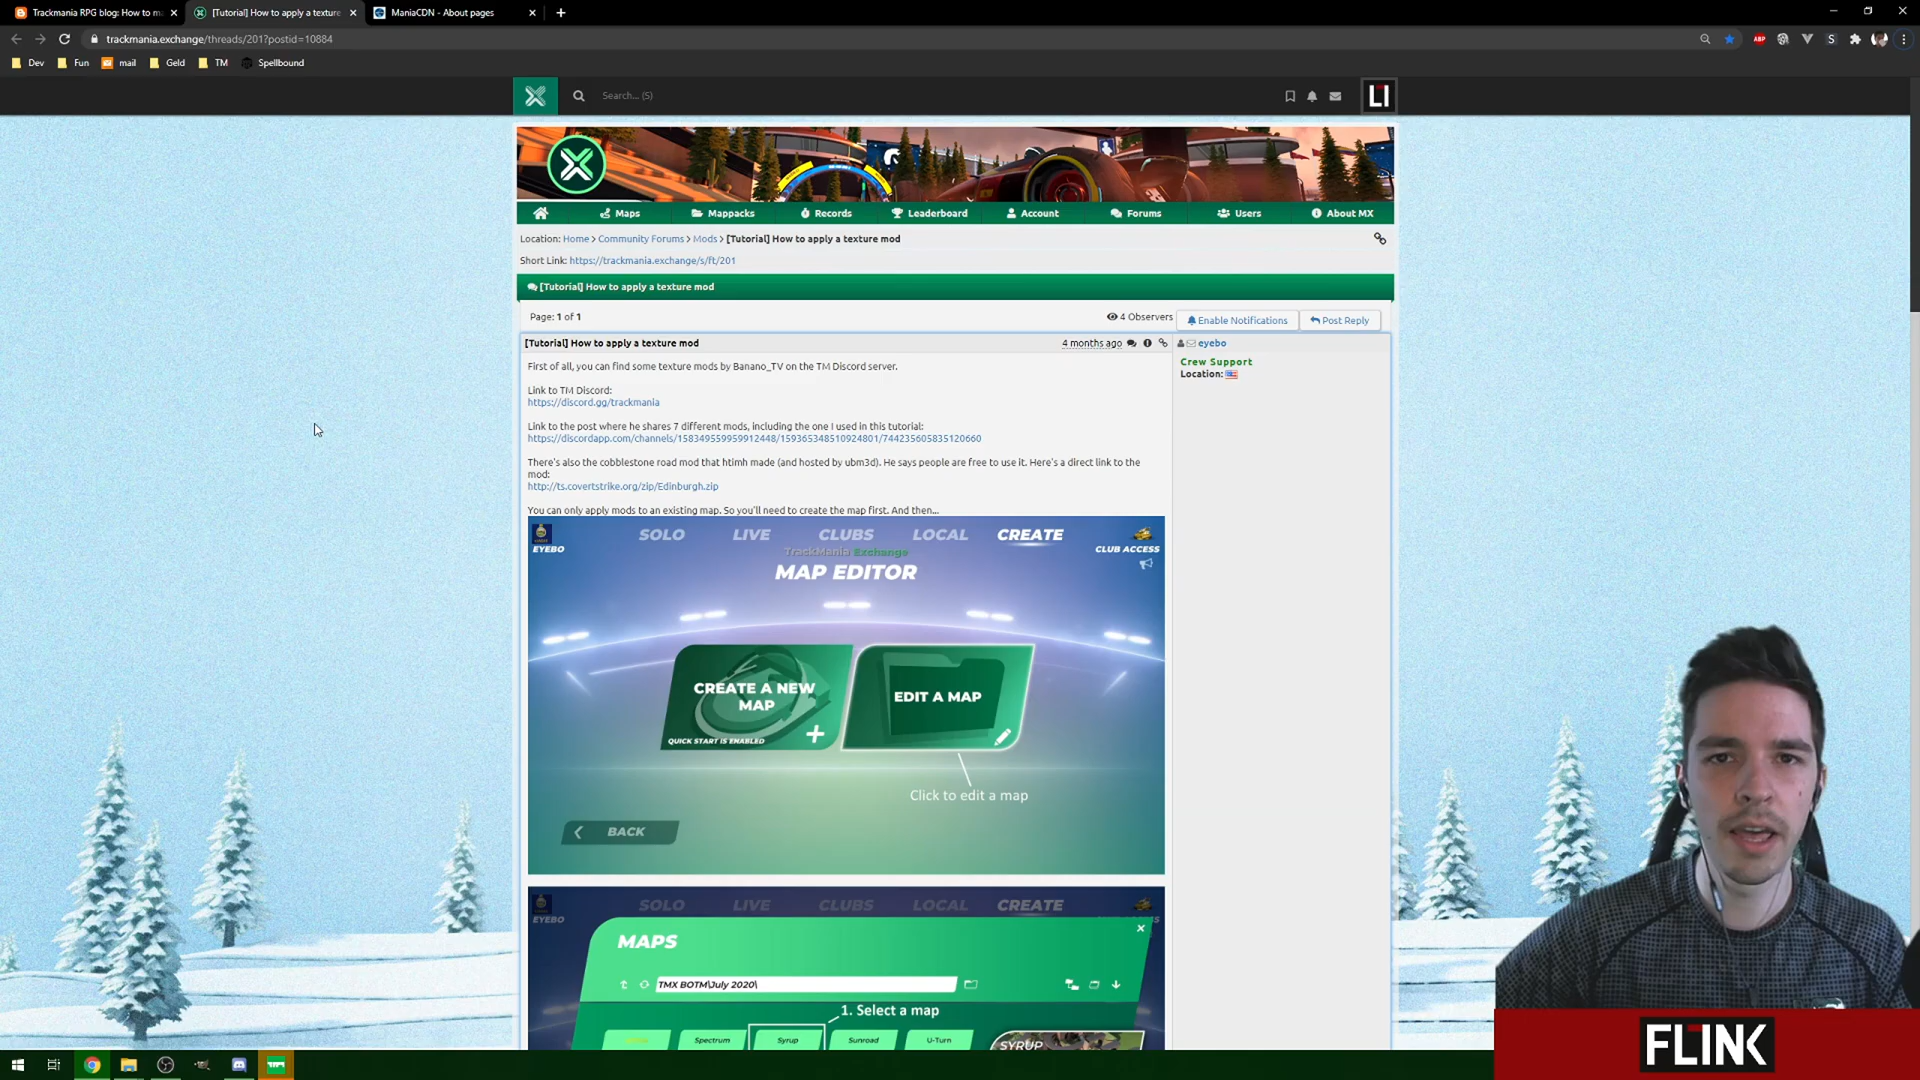 Trackmania RPG blog: How to m
[Tutorial] How to apply a texture
ManiaCDN - About pages
trackmania.exchange/threads/201?postid=10884
ABP
S
Dev
Fun
mail
Geld
TM
Spellbound
Search... (S)
LI
Maps
Mappacks
Records
Leaderboard
Account
Forums
Users
About MX
Location: Home > Community Forums > Mods > [Tutorial] How to apply a texture mod
Short Link: https://trackmania.exchange/s/ft/201
[Tutorial] How to apply a texture mod
Page: 1 of 1
4 Observers
Enable Notifications
Post Reply
[Tutorial] How to apply a texture mod
4 months ago
eyebo
Crew Support
Location:
First of all, you can find some texture mods by Banano_TV on the TM Discord server.
Link to TM Discord:
https://discord.gg/trackmania
Link to the post where he shares 7 different mods, including the one I used in this tutorial:
https://discordapp.com/channels/158349559959912448/159365348510924801/744235605835120660
There's also the cobblestone road mod that htimh made (and hosted by ubm3d). He says people are free to use it. Here's a direct link to the
mod:
http://ts.covertstrike.org/zip/Edinburgh.zip
You can only apply mods to an existing map. So you'll need to create the map first. And then...
SOLO
LIVE
CLUBS
LOCAL
CREATE
EYEBO
CLUB ACCESS
TrackMania Exchange
MAP EDITOR
CREATE A NEW
MAP
QUICK START IS ENABLED
EDIT A MAP
Click to edit a map
BACK
SOLO
LIVE
CLUBS
LOCAL
CREATE
EYEBO
CLUB ACCESS
MAPS
TMX BOTM\July 2020\
1. Select a map
Spectrum
Syrup
Sunroad
U-Turn
SYRUP
FLINK